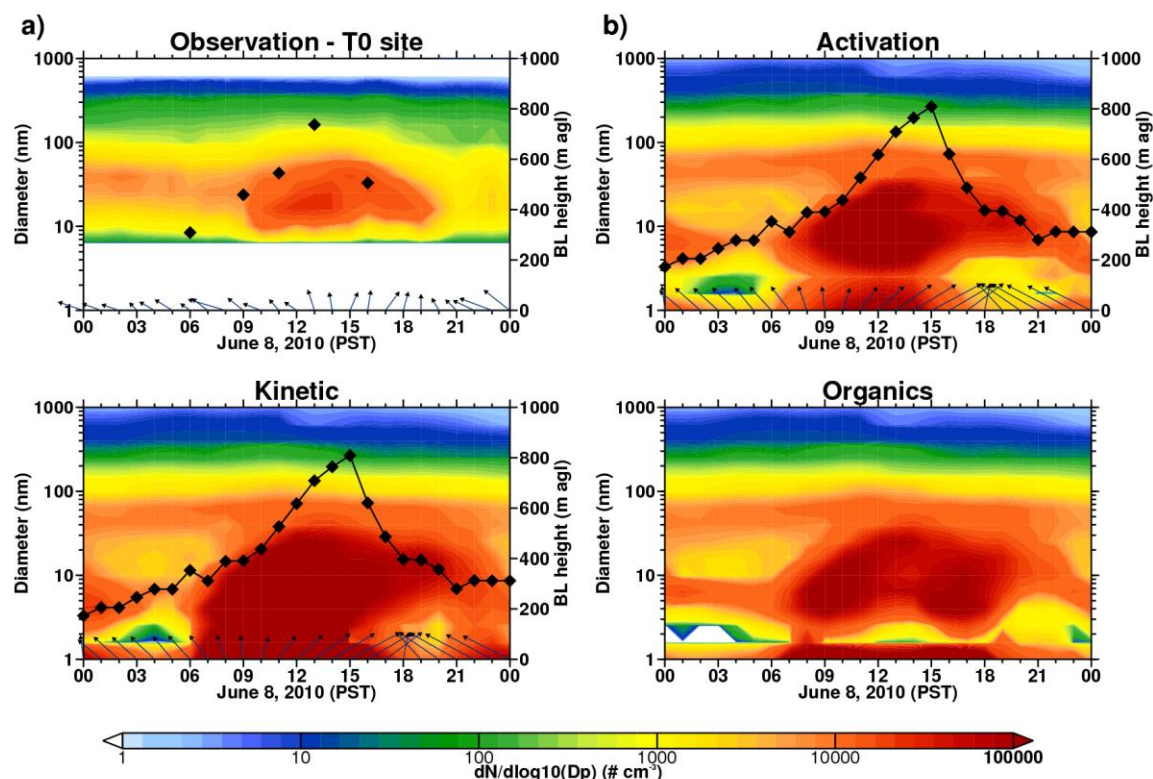 a)
Observation - T0 site
Diameter (nm)
1000
100
10
1
1000
800
600
400
200
0
BL height (m agl)
00 03 06 09 12 15 18 21 00
June 8, 2010 (PST)
b)
Activation
Diameter (nm)
1000
100
10
1
1000
800
600
400
200
0
BL height (m agl)
00 03 06 09 12 15 18 21 00
June 8, 2010 (PST)
Kinetic
Diameter (nm)
1000
100
10
1
1000
800
600
400
200
0
BL height (m agl)
00 03 06 09 12 15 18 21 00
June 8, 2010 (PST)
Organics
Diameter (nm)
1000
100
10
1
00 03 06 09 12 15 18 21 00
June 8, 2010 (PST)
1 10 100 1000 10000 100000
dN/dlog10(Dp) (# cm⁻³)